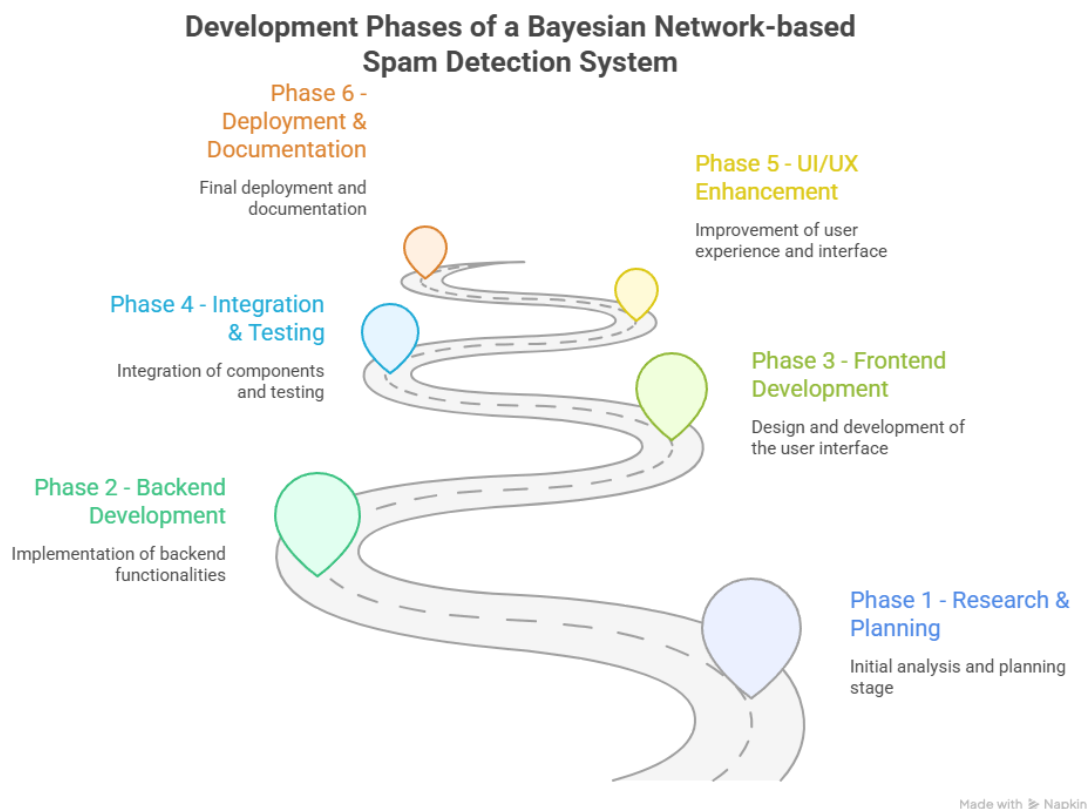 Development Phases of a Bayesian Network-based
Spam Detection System
Phase 6 -
Deployment &
Documentation
Final deployment and
documentation
Phase 5 - UI/UX
Enhancement
Improvement of user
experience and interface
Phase 4 - Integration
& Testing
Integration of components
and testing
Phase 3 - Frontend
Development
Design and development of
the user interface
Phase 2 - Backend
Development
Implementation of backend
functionalities
Phase 1 - Research &
Planning
Initial analysis and planning
stage
Made with Napkin